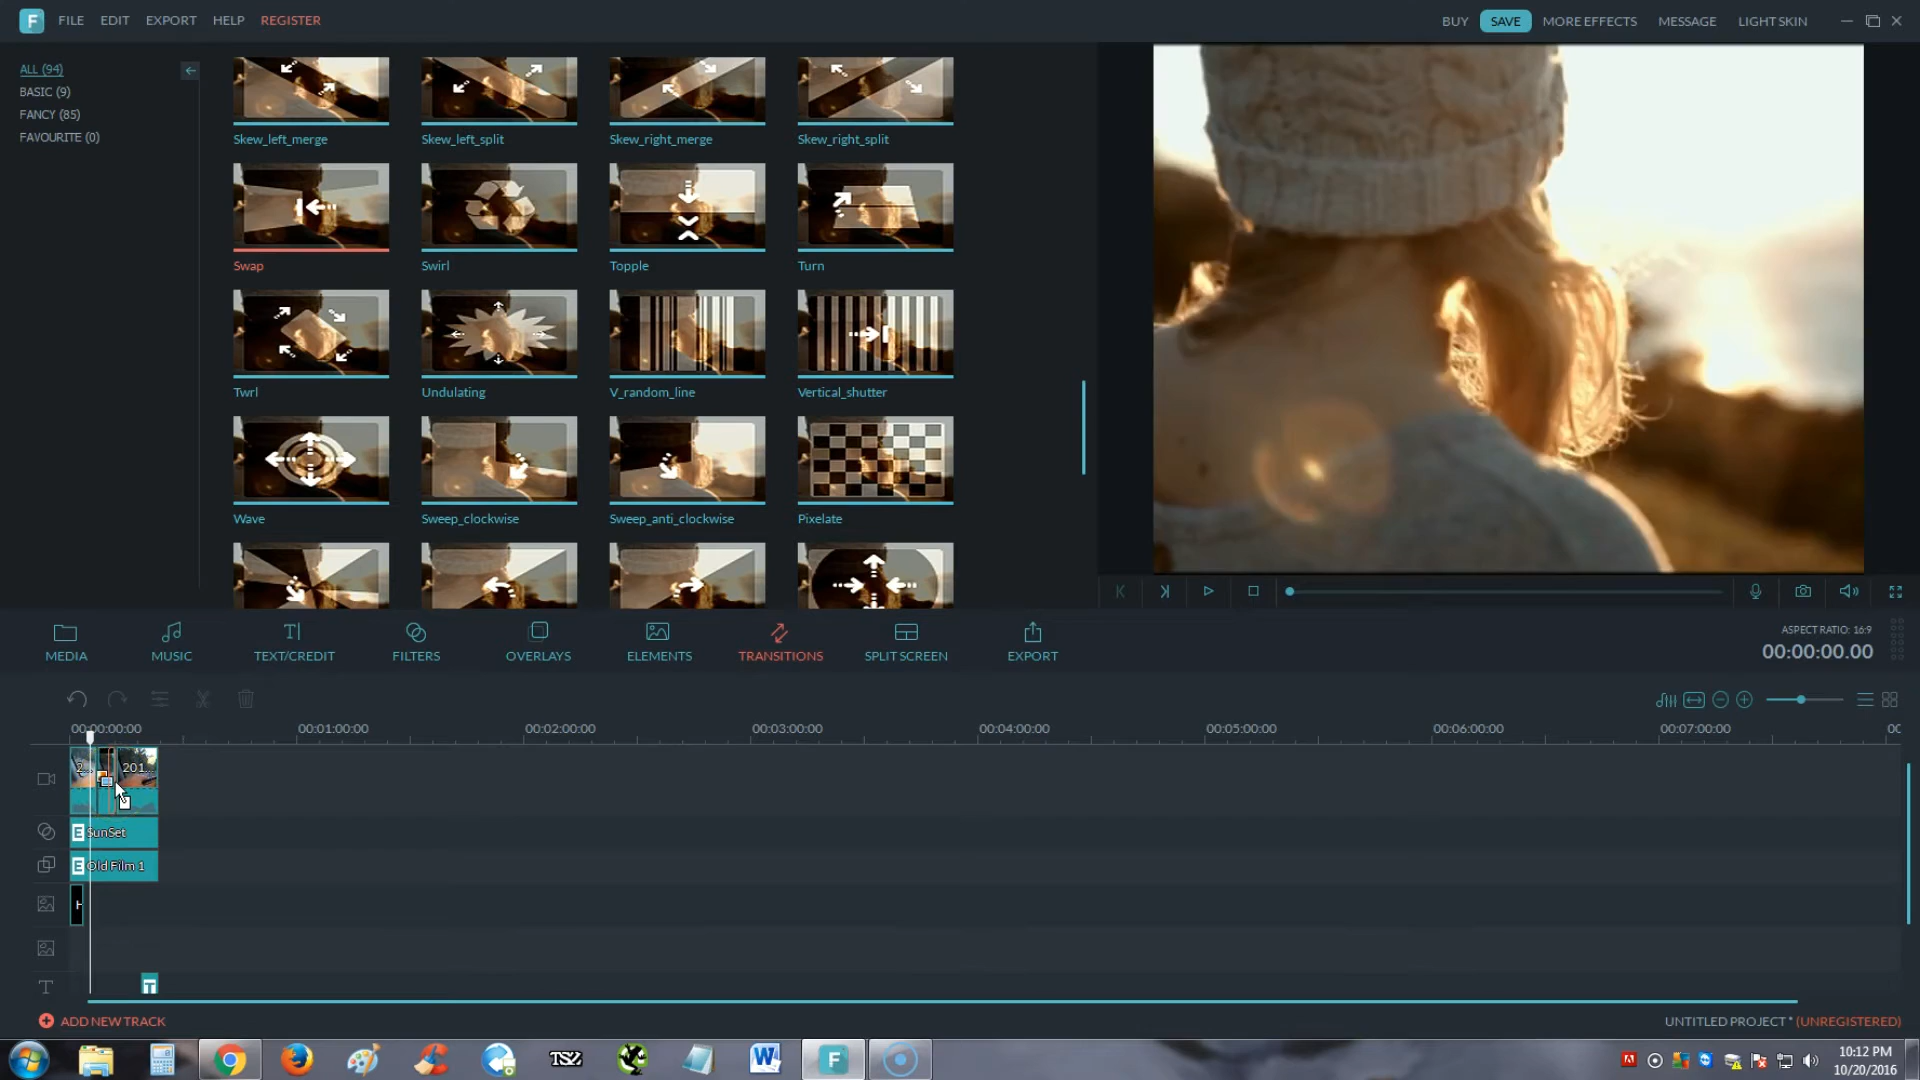 F FILE EDIT EXPORT HELP REGISTER BUY SAVE MORE EFFECTS MESSAGE LIGHT SKIN
ALL (94)
BASIC (9)
FANCY (85)
FAVOURITE (0)
Skew_left_merge Skew_left_split Skew_right_merge Skew_right_split
Swap Swirl Topple Turn
Twrl Undulating V_random_line Vertical_shutter
Wave Sweep_clockwise Sweep_anti_clockwise Pixelate
MEDIA MUSIC TEXT/CREDIT FILTERS OVERLAYS ELEMENTS TRANSITIONS SPLIT SCREEN EXPORT
ASPECT RATIO: 16:9
00:00:00.00
00:00:00:00 00:01:00:00 00:02:00:00 00:03:00:00 00:04:00:00 00:05:00:00 00:06:00:00 00:07:00:00 00
2... 201...
E SunSet
E Old Film 1
H
T
ADD NEW TRACK
UNTITLED PROJECT * (UNREGISTERED)
TSZ W F
10:12 PM
10/20/2016